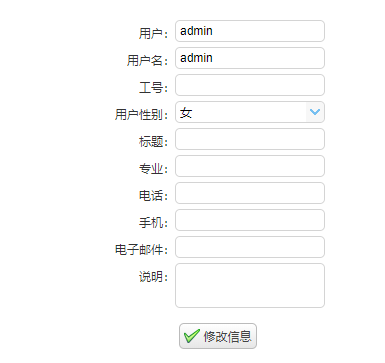 用户: admin
用户名: admin
工号:
用户性别: 女
标题:
专业:
电话:
手机:
电子邮件:
说明:
修改信息